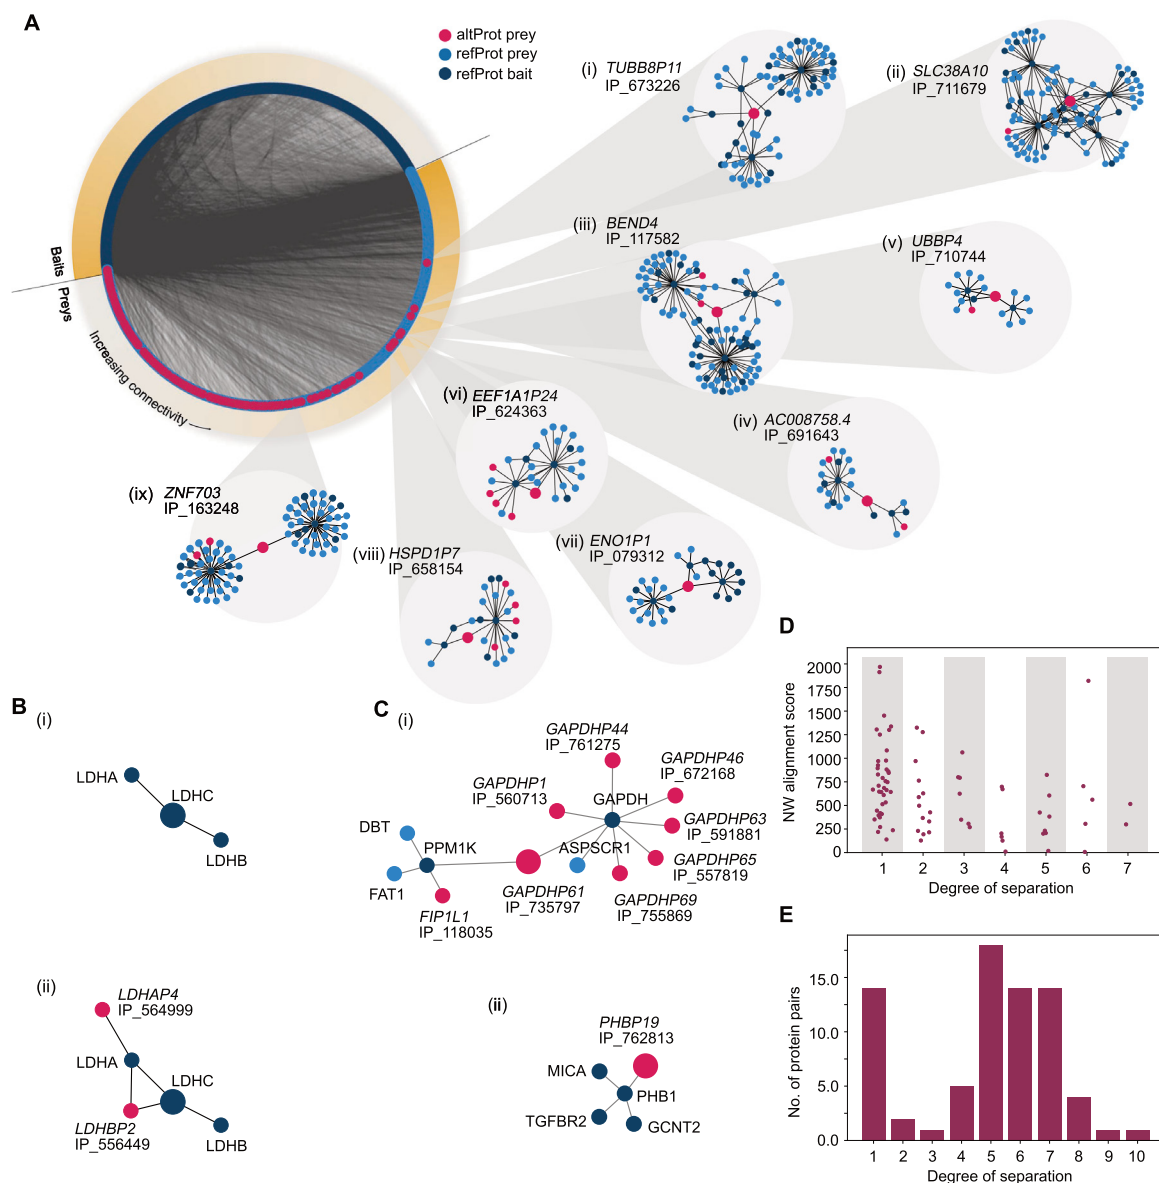 A
altProt prey
refProt prey
refProt bait
Baits
Preys
Increasing connectivity
(i) TUBB8P11
IP_673226
(ii) SLC38A10
IP_711679
(iii) BEND4
IP_117582
(v) UBBP4
IP_710744
(vi) EEF1A1P24
IP_624363
(iv) AC008758.4
IP_691643
(ix) ZNF703
IP_163248
(viii) HSPD1P7
IP_658154
(vii) ENO1P1
IP_079312
B
(i)
LDHA
LDHC
LDHB
(ii)
LDHAP4
IP_564999
LDHA
LDHC
LDHBP2
IP_556449
LDHB
C
(i)
GAPDHP44
IP_761275
GAPDHP46
IP_672168
GAPDHP1
IP_560713
GAPDH
GAPDHP63
IP_591881
DBT
PPM1K
ASPSCR1
GAPDHP65
IP_557819
FAT1
GAPDHP61
IP_735797
GAPDHP69
IP_755869
FIP1L1
IP_118035
(ii)
PHBP19
IP_762813
MICA
PHB1
TGFBR2
GCNT2
D
NW alignment score
2000
1750
1500
1250
1000
750
500
250
0
1 2 3 4 5 6 7
Degree of separation
E
No. of protein pairs
15.0
10.0
5.0
0.0
1 2 3 4 5 6 7 8 9 10
Degree of separation